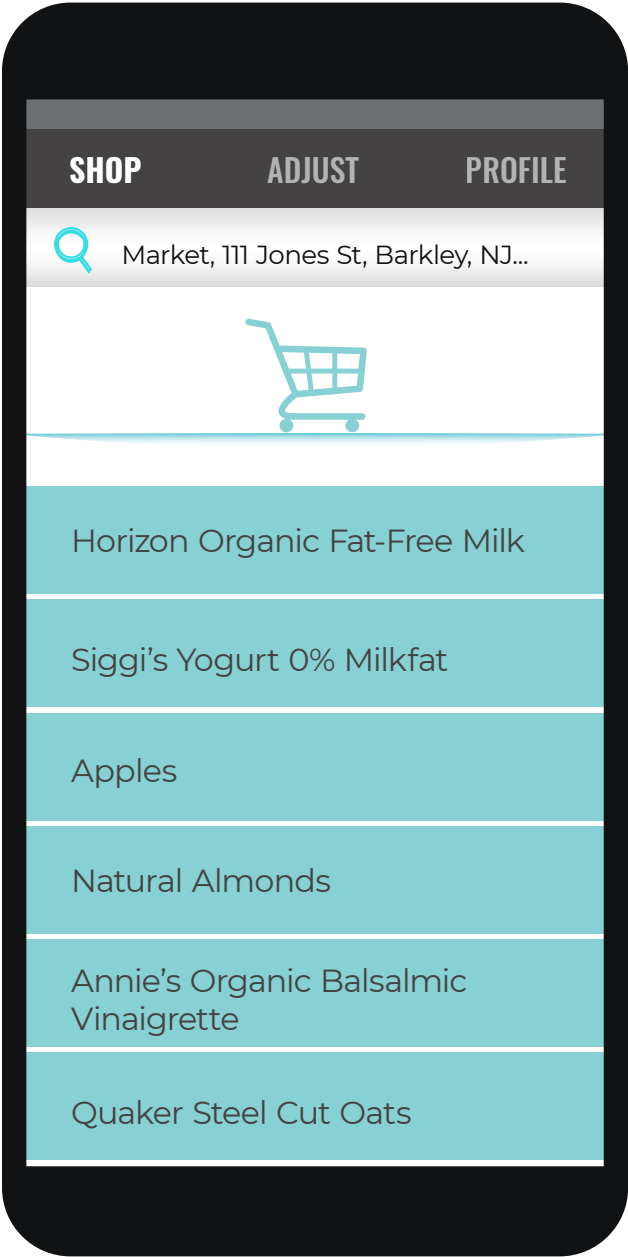 SHOP ADJUST PROFILE
Market, 111 Jones St, Barkley, NJ...
Horizon Organic Fat-Free Milk
Siggi’s Yogurt 0% Milkfat
Apples
Natural Almonds
Annie’s Organic Balsalmic
Vinaigrette
Quaker Steel Cut Oats